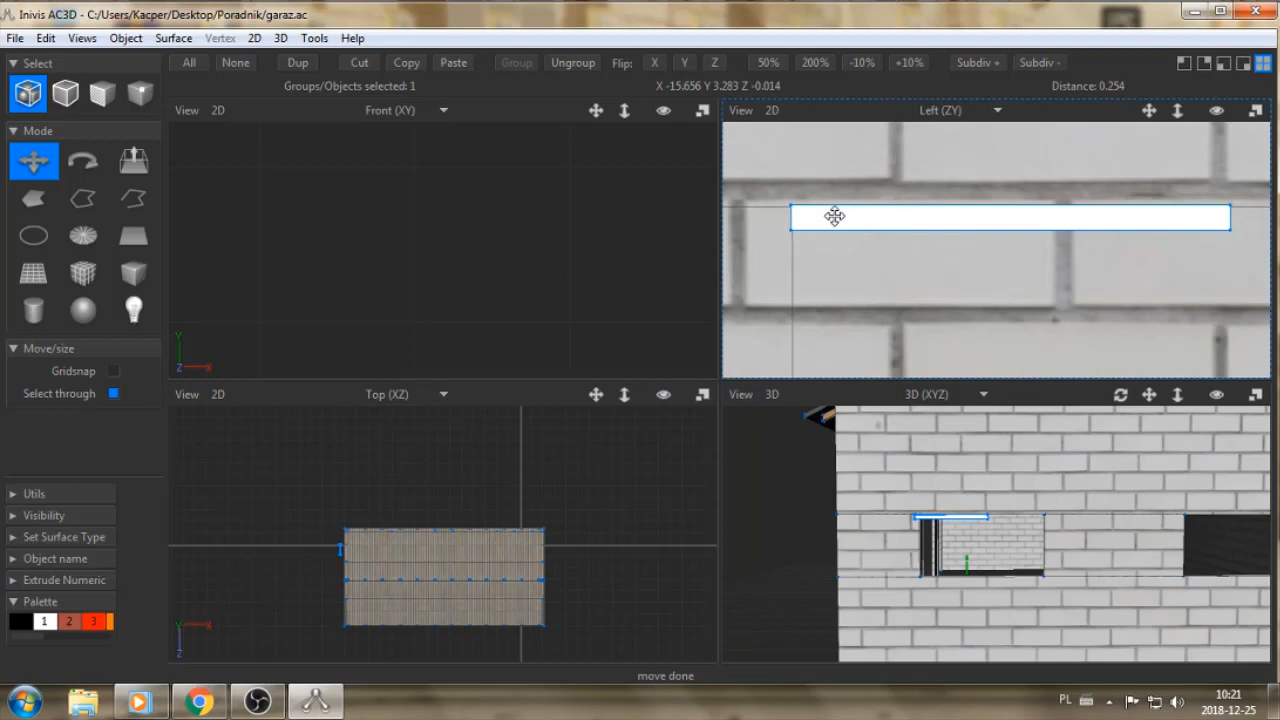 Inivis AC3D - C:/Users/Kacper/Desktop/Poradnik/garaz.ac
File Edit Views Object Surface Vertex 2D 3D Tools Help
Select All None Dup Cut Copy Paste Group Ungroup Flip: X Y Z 50% 200% -10% +10% Subdiv + Subdiv -
Groups/Objects selected: 1 X -15.656 Y 3.283 Z -0.014 Distance: 0.254
View 2D Front (XY) View 2D Left (ZY)
Mode
Y
Z X
Move/size
Gridsnap
Select through
View 2D Top (XZ) View 3D 3D (XYZ)
Utils
Visibility
Set Surface Type
Object name
Extrude Numeric
Palette
1 2 3
Y X
Z
move done
PL 10:21
2018-12-25